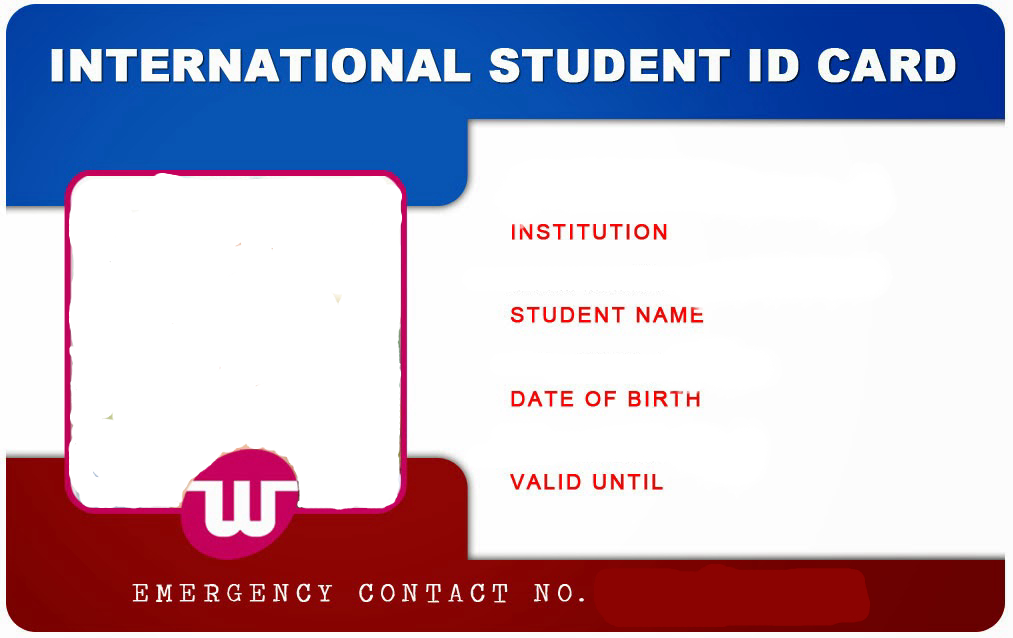 INTERNATIONAL STUDENT ID CARD
INSTITUTION
STUDENT NAME
DATE OF BIRTH
VALID UNTIL
W
EMERGENCY CONTACT NO.